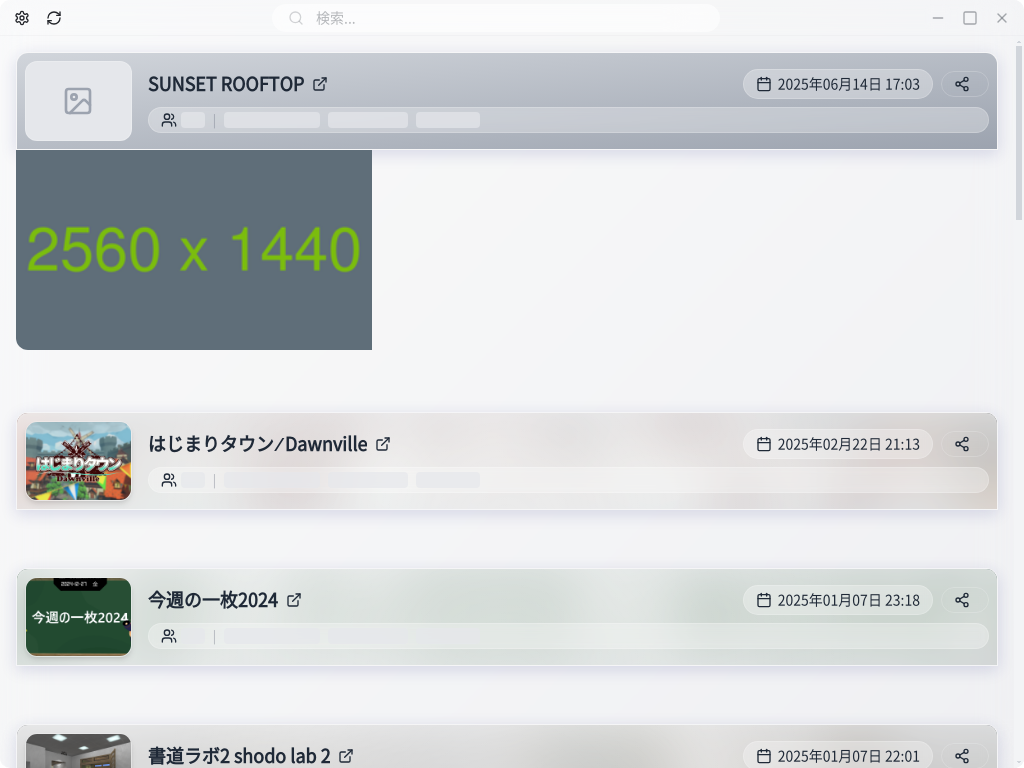 検索...
SUNSET ROOFTOP
2025年06月14日 17:03
2560 x 1440
はじまりタウン
Dawnville
はじまりタウン/Dawnville
2025年02月22日 21:13
今週の一枚2024
今週の一枚2024
2025年01月07日 23:18
書道ラボ2 shodo lab 2
2025年01月07日 22:01